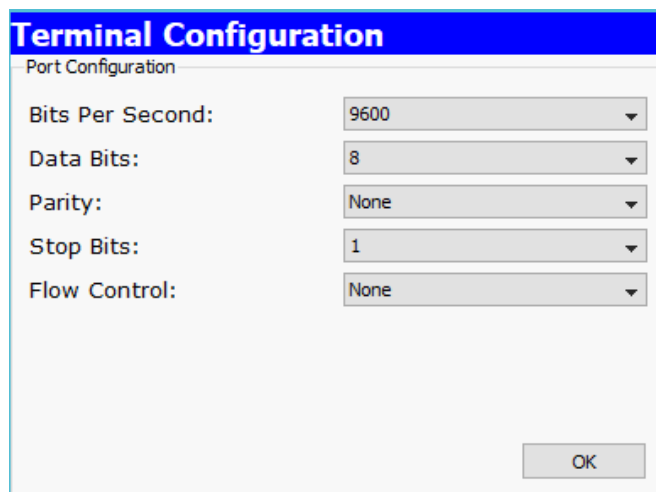 Terminal Configuration
Port Configuration
Bits Per Second: 9600
Data Bits: 8
Parity: None
Stop Bits: 1
Flow Control: None
OK